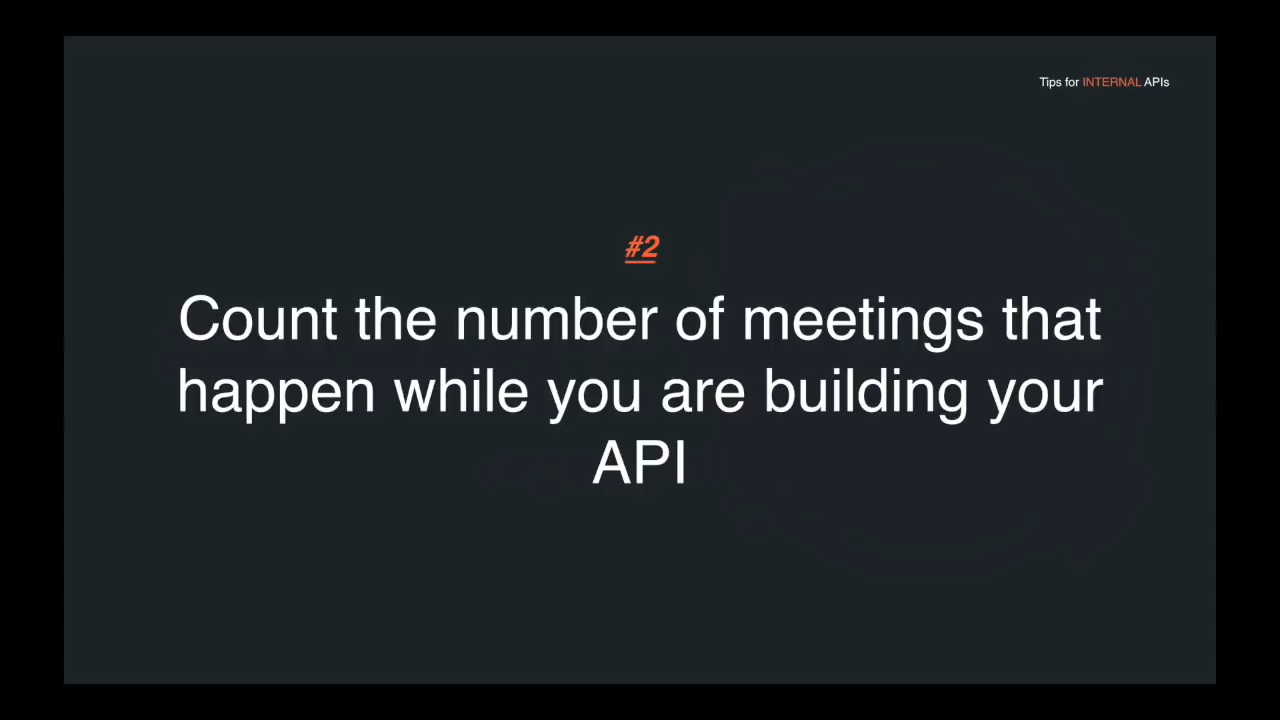 Tips for INTERNAL APIs
#2
Count the number of meetings that
happen while you are building your
API